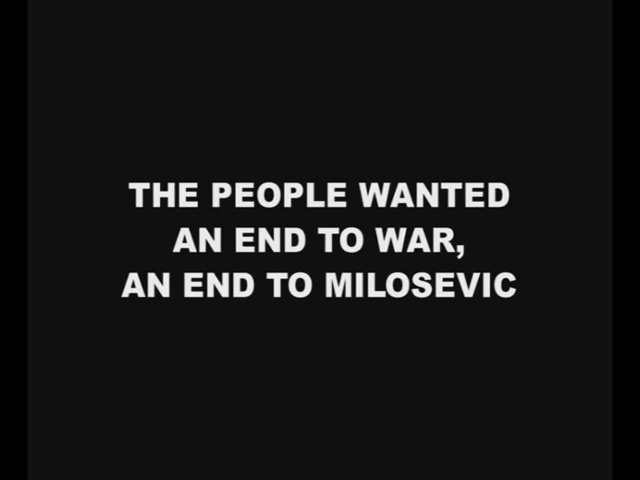 THE PEOPLE WANTED
AN END TO WAR,
AN END TO MILOSEVIC